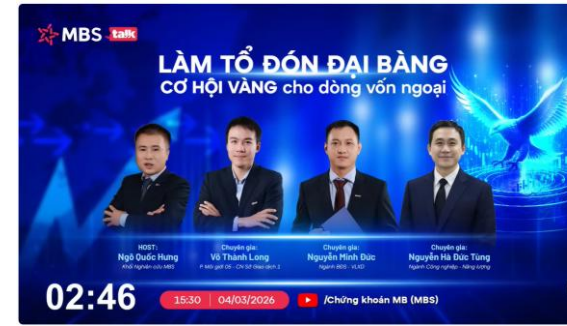 MBS talk
LÀM TỔ ĐÓN ĐẠI BÀNG
CƠ HỘI VÀNG cho dòng vốn ngoại
HOST:
Ngô Quốc Hưng
Khối Nghiên cứu MBS
Chuyên gia:
Võ Thành Long
P. Môi giới 05 - CN Sở Giao dịch 2
Chuyên gia:
Nguyễn Minh Đức
Ngành BĐS - VLXD
Chuyên gia:
Nguyễn Hà Đức Tùng
Ngành Công nghiệp - Năng lượng
02:46
15:30 | 04/03/2026
/Chứng khoán MB (MBS)